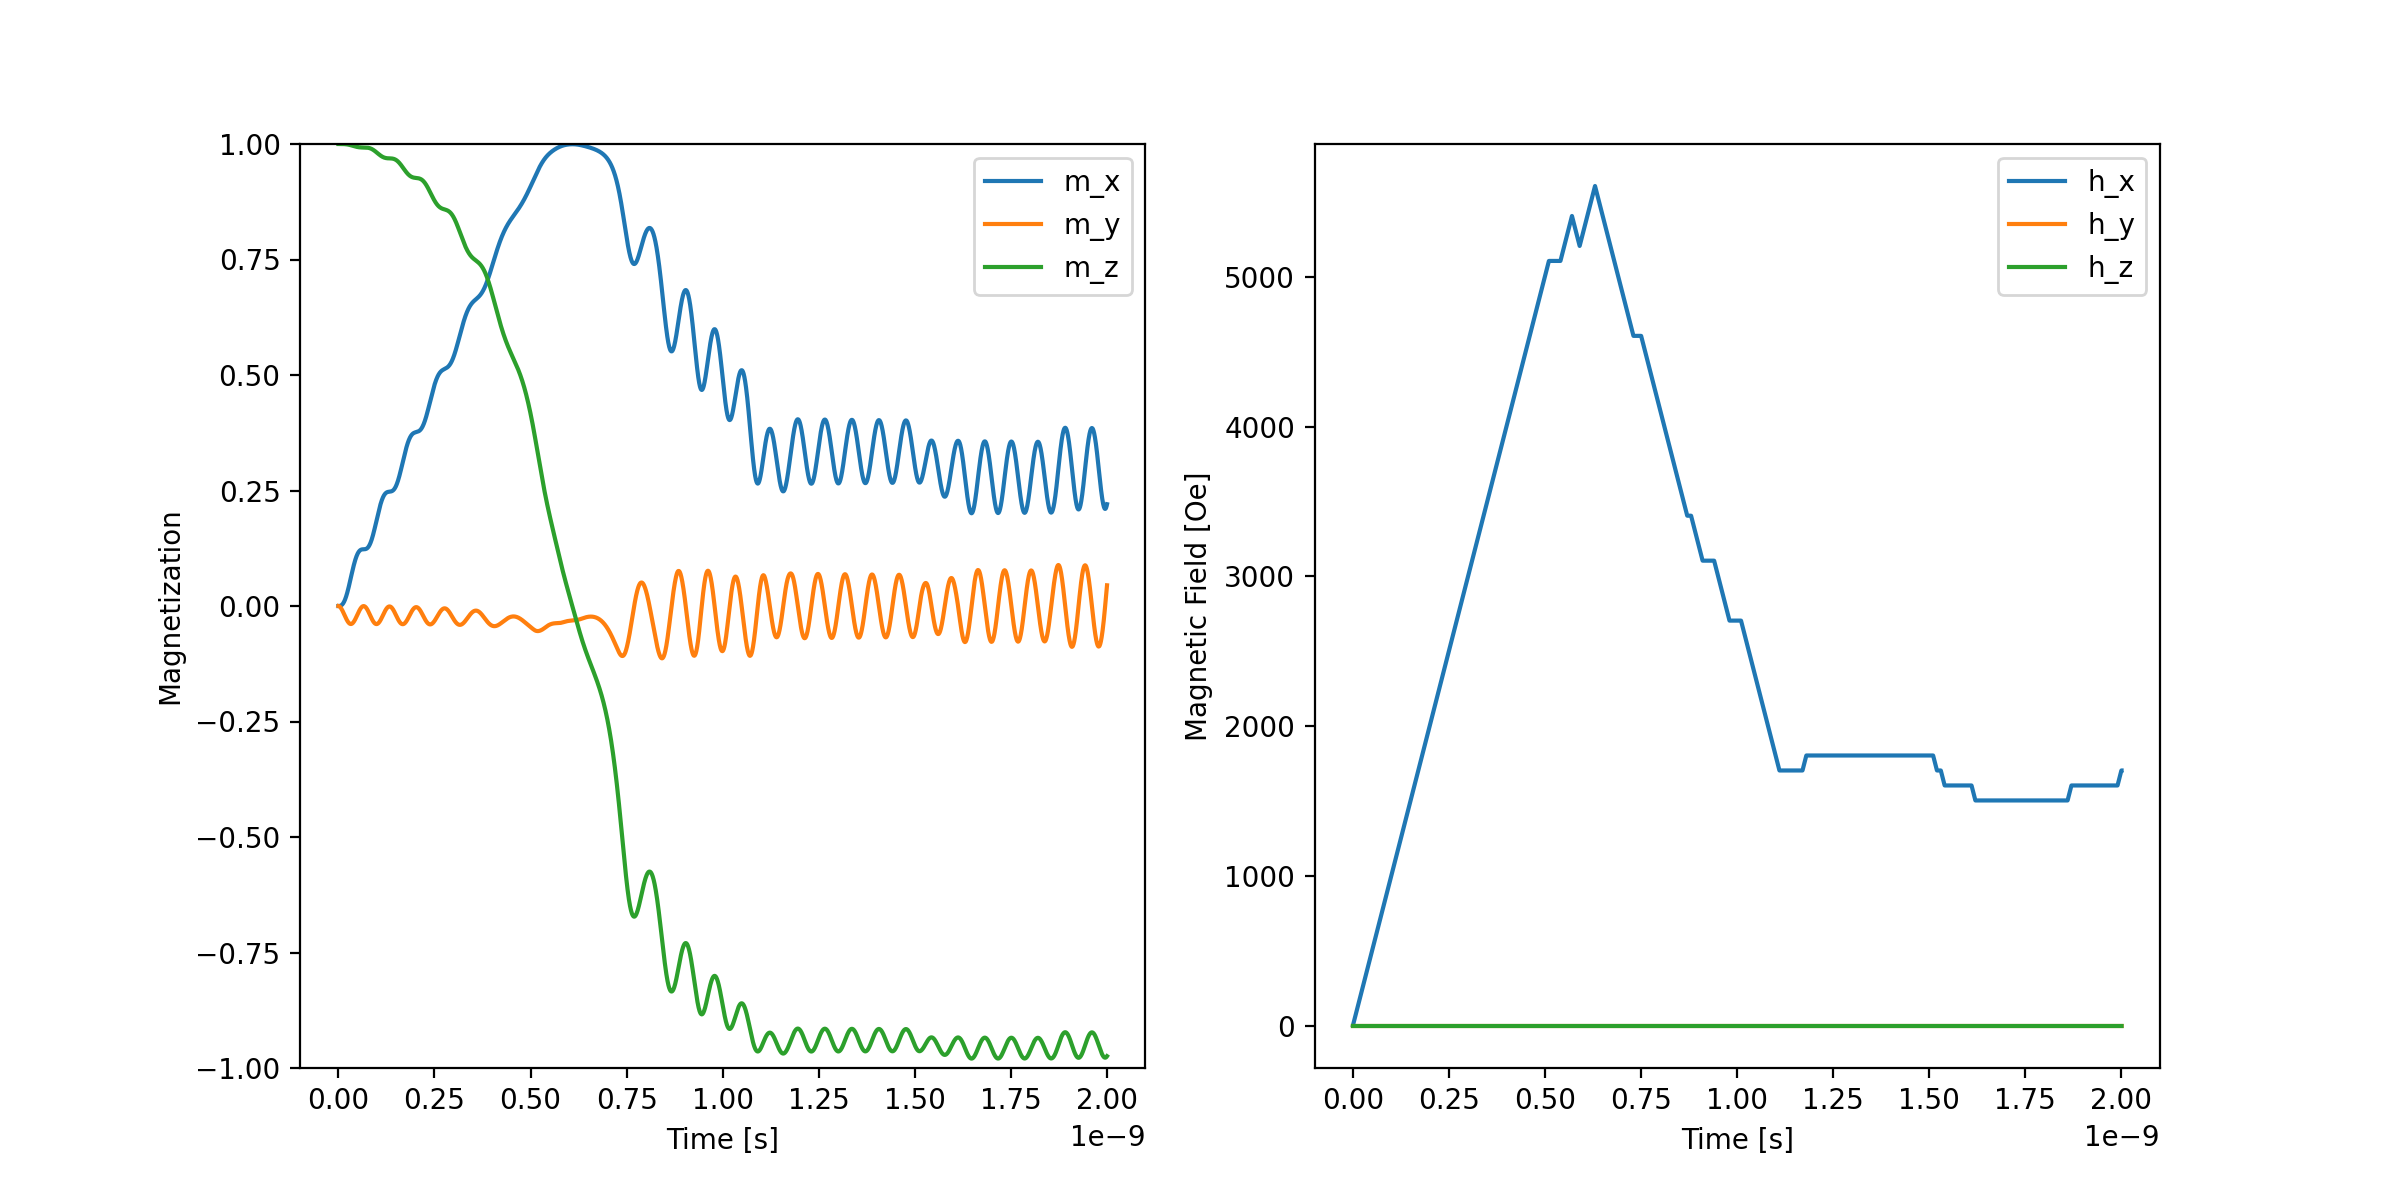 1.00
0.75
0.50
0.25
0.00
−0.25
−0.50
−0.75
−1.00
Magnetization
m_x
m_y
m_z
0.00 0.25 0.50 0.75 1.00 1.25 1.50 1.75 2.00
Time [s]
1e−9
5000
4000
3000
2000
1000
0
Magnetic Field [Oe]
h_x
h_y
h_z
0.00 0.25 0.50 0.75 1.00 1.25 1.50 1.75 2.00
Time [s]
1e−9